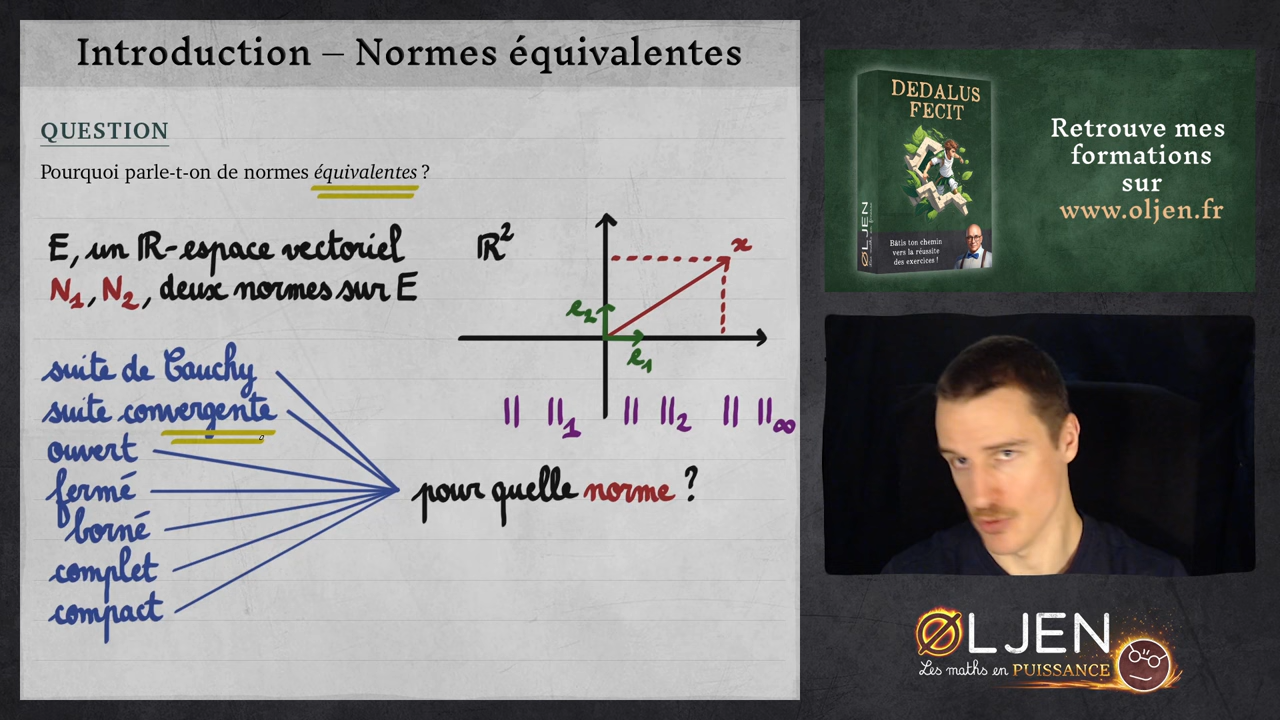 Introduction – Normes équivalentes
QUESTION
Pourquoi parle-t-on de normes équivalentes ?
E, un ℝ-espace vectoriel
N₁, N₂, deux normes sur E
ℝ²
x
e₂
e₁
|| ||₁ || ||₂ || ||∞
suite de Cauchy
suite convergente
ouvert
fermé
borné
complet
compact
pour quelle norme ?
DEDALUS
FECIT
OLJEN
Bâtis ton chemin
vers la réussite
des exercices !
Retrouve mes
formations
sur
www.oljen.fr
ØLJEN
Les maths en PUISSANCE